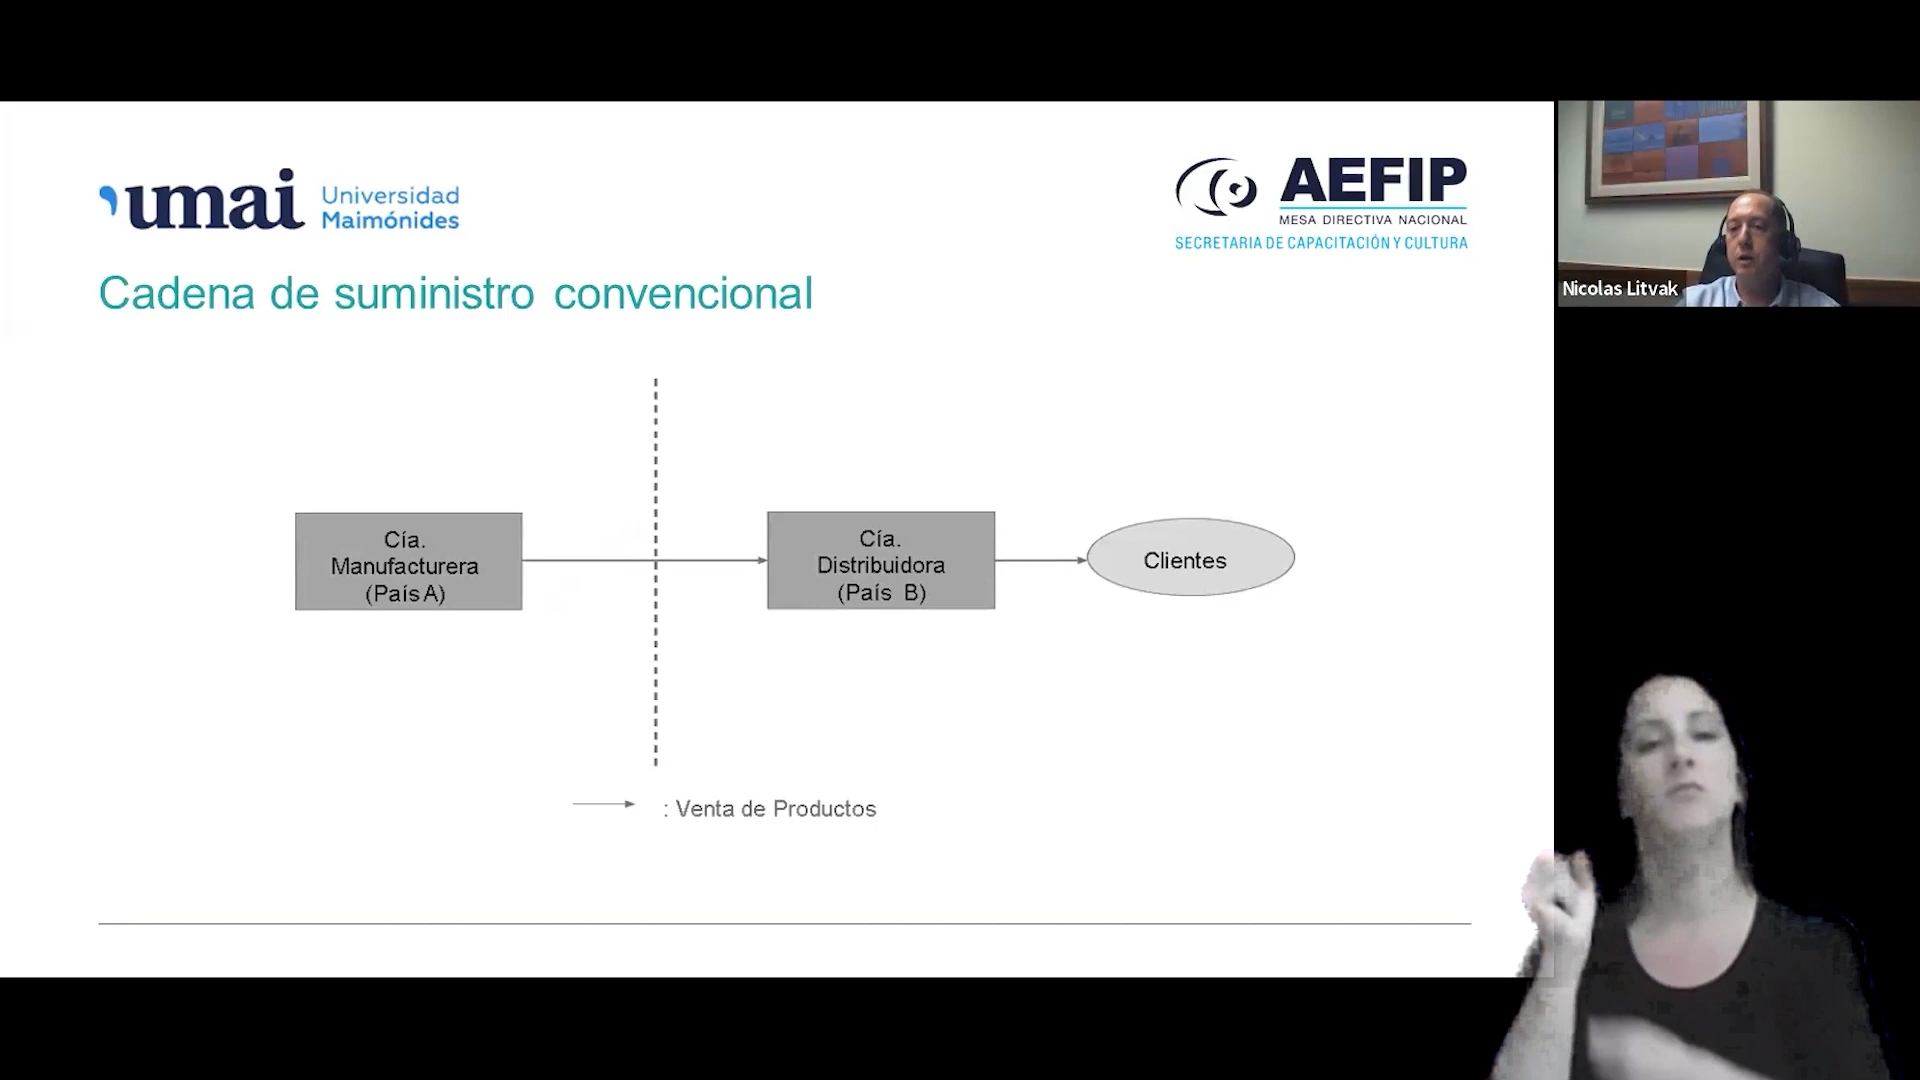 umai Universidad
Maimónides
AEFIP
MESA DIRECTIVA NACIONAL
SECRETARIA DE CAPACITACIÓN Y CULTURA
Nicolas Litvak
Cadena de suministro convencional
Cía.
Manufacturera
(País A)
Cía.
Distribuidora
(País B)
Clientes
: Venta de Productos